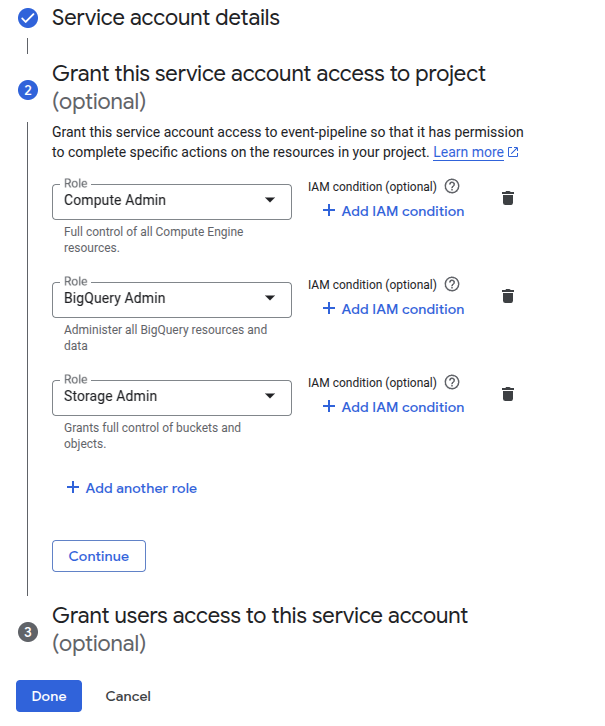 Service account details
2
Grant this service account access to project
(optional)
Grant this service account access to event-pipeline so that it has permission
to complete specific actions on the resources in your project. Learn more
Role
Compute Admin
IAM condition (optional)
+ Add IAM condition
Full control of all Compute Engine
resources.
Role
BigQuery Admin
IAM condition (optional)
+ Add IAM condition
Administer all BigQuery resources and
data
Role
Storage Admin
IAM condition (optional)
+ Add IAM condition
Grants full control of buckets and
objects.
+ Add another role
Continue
3
Grant users access to this service account
(optional)
Done Cancel